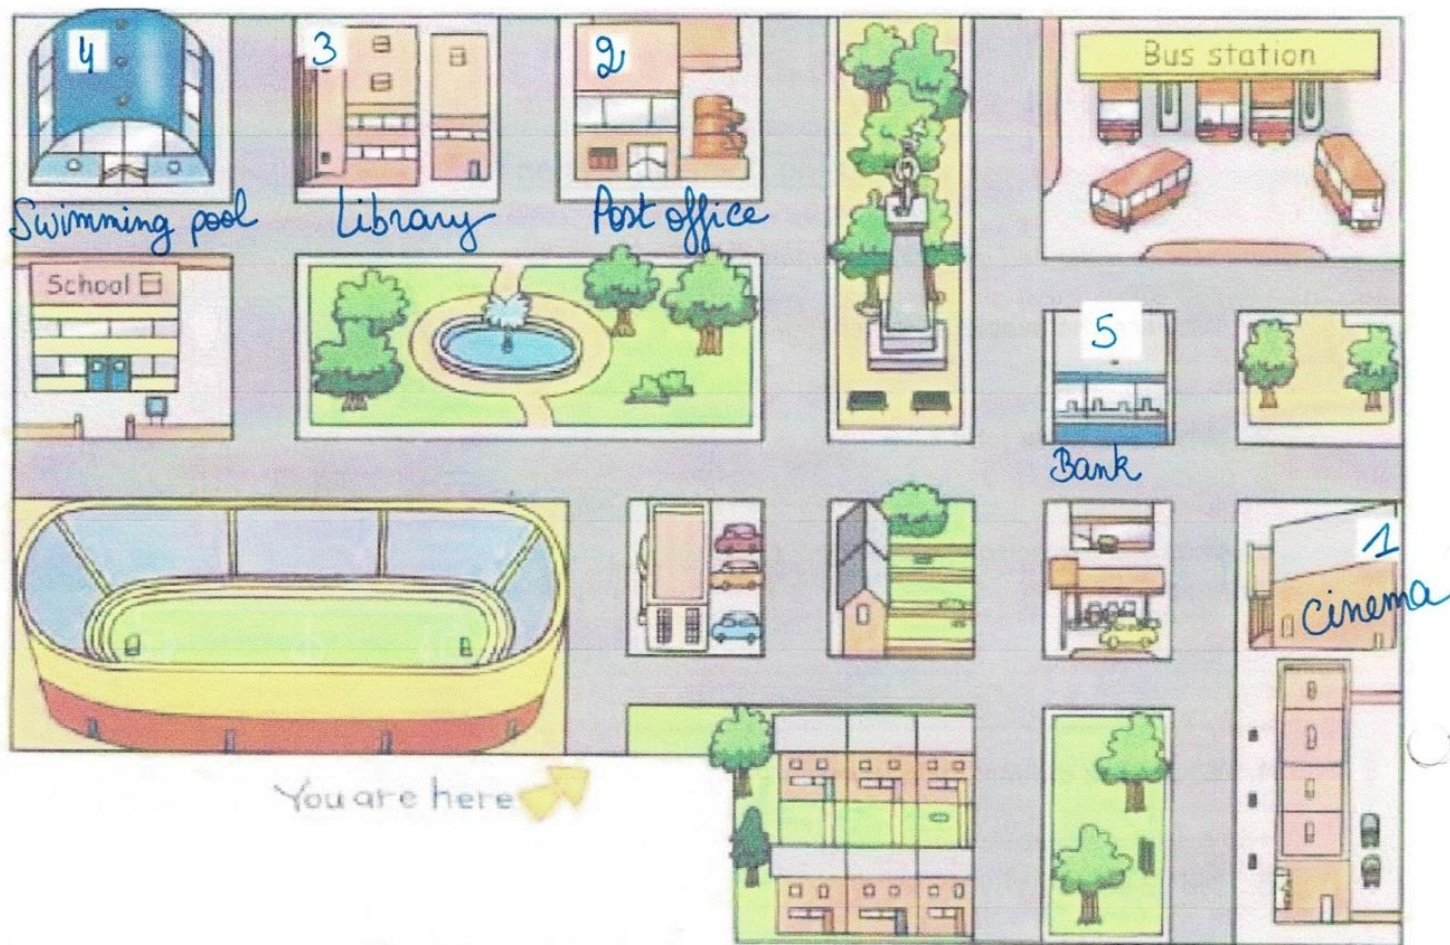 4
3
2
Bus station
Swimming pool
Library
Post office
School
5
Bank
1
Cinema
You are here